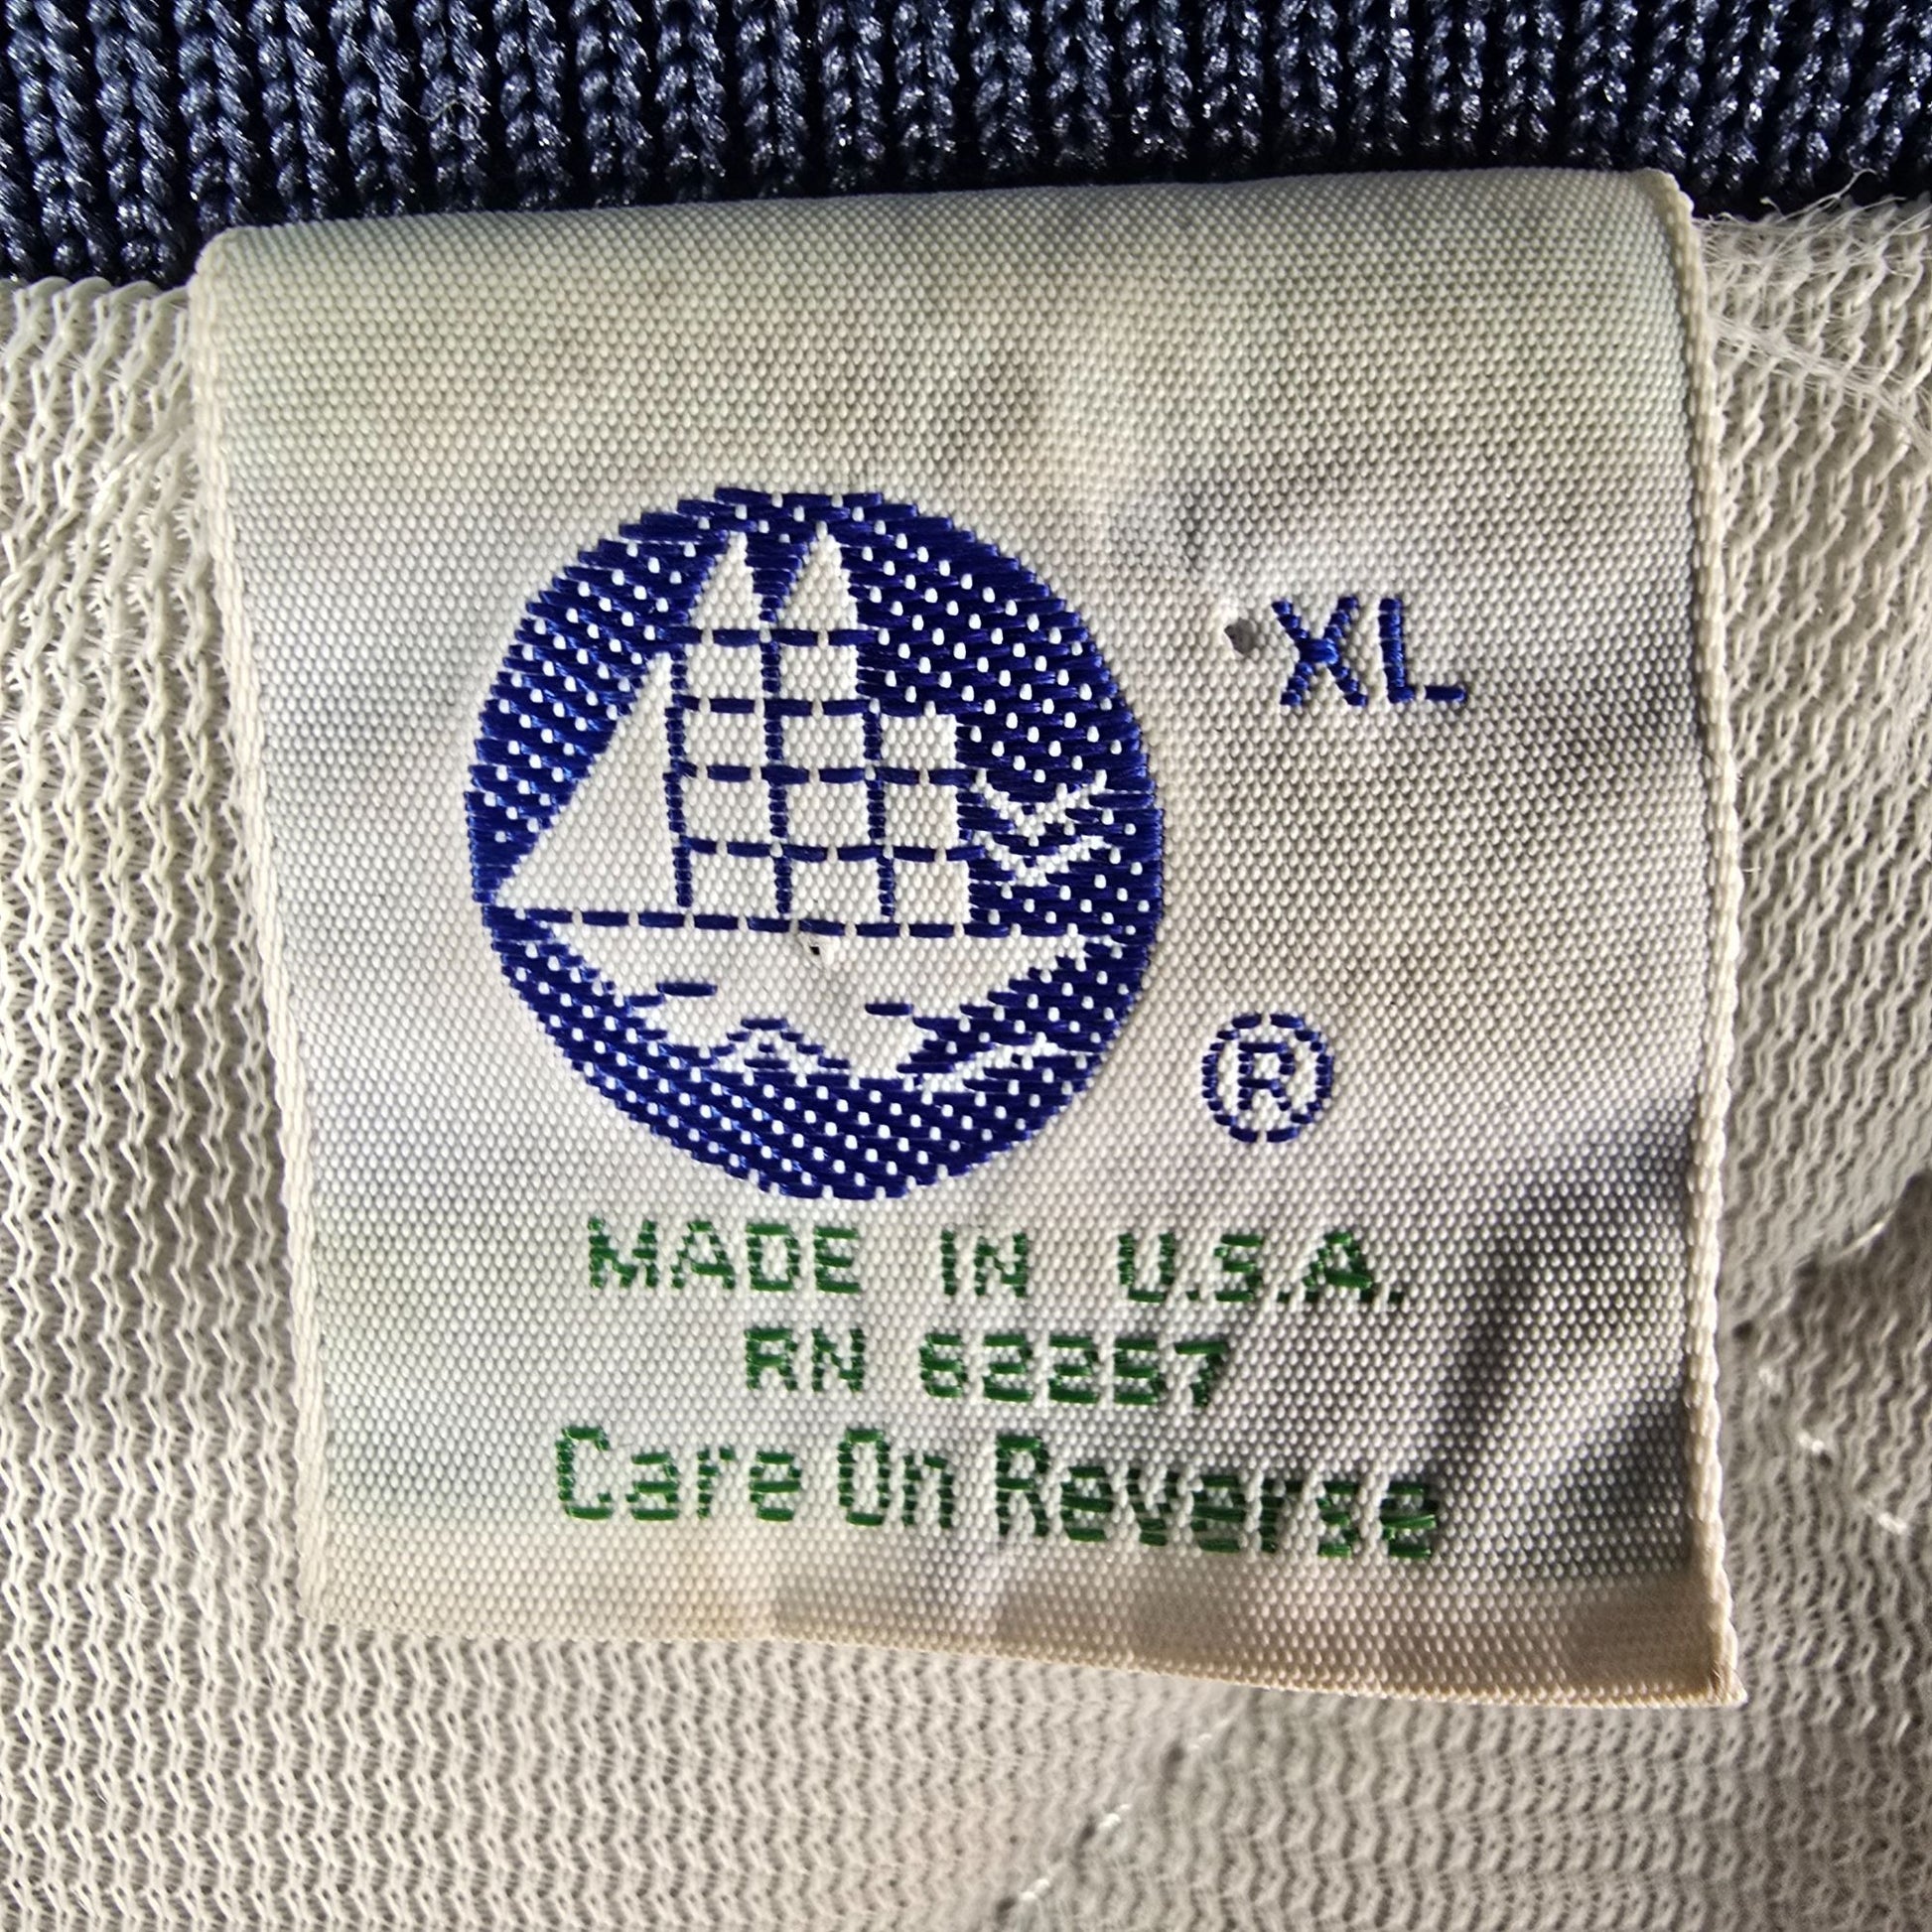 XL
®
MADE IN U.S.A.
RN 62257
Care On Reverse